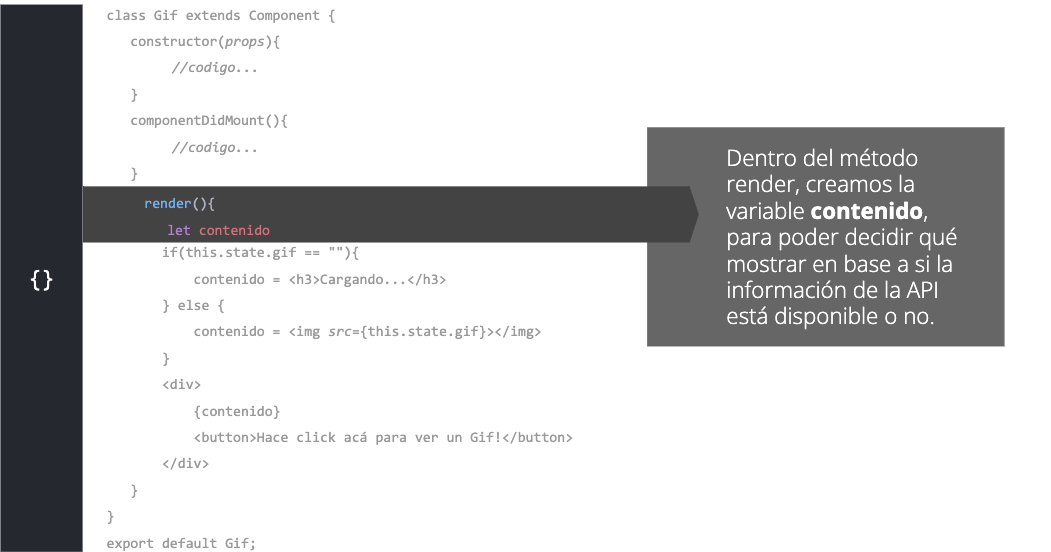 class Gif extends Component {
constructor(props){
//codigo...
}
componentDidMount(){
//codigo...
}
render(){
let contenido
if(this.state.gif == ""){
contenido = <h3>Cargando...</h3>
} else {
contenido = <img src={this.state.gif}></img>
}
<div>
{contenido}
<button>Hace click acá para ver un Gif!</button>
</div>
}
}
export default Gif;
{}
Dentro del método
render, creamos la
variable contenido,
para poder decidir qué
mostrar en base a si la
información de la API
está disponible o no.